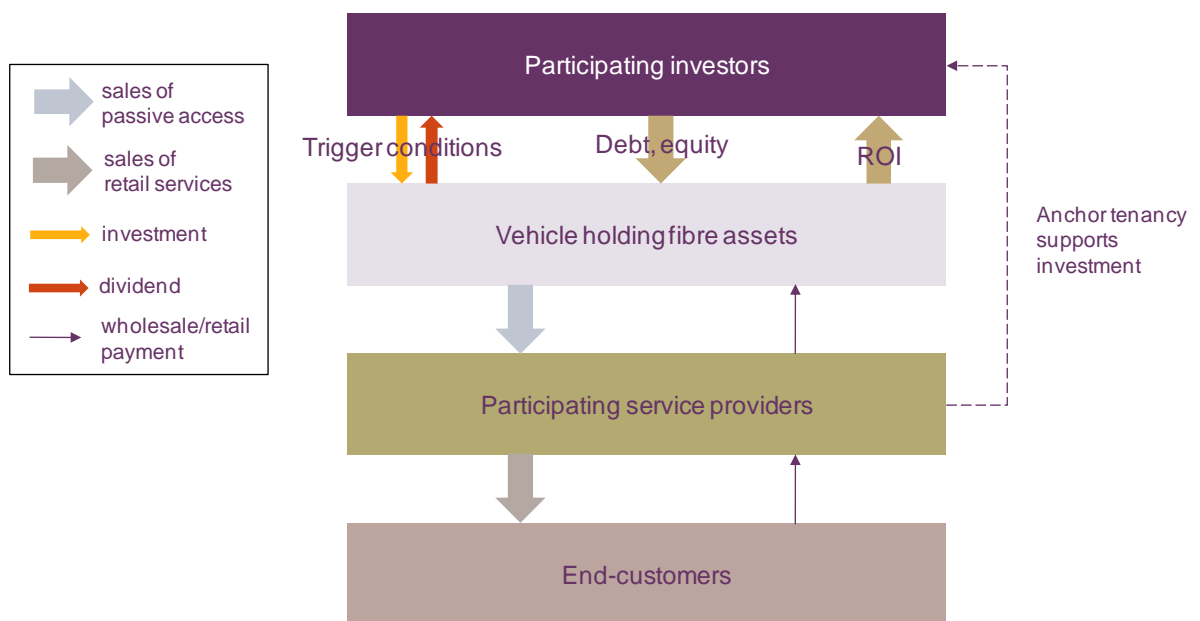 Participating investors
sales of
passive access
sales of
retail services
investment
dividend
wholesale/retail
payment
Trigger conditions
Debt, equity
ROI
Vehicle holding fibre assets
Anchor tenancy
supports
investment
Participating service providers
End-customers